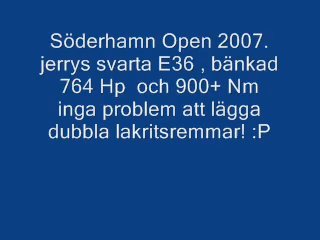 Söderhamn Open 2007.
jerrys svarta E36 , bänkad
764 Hp  och 900+ Nm
inga problem att lägga
dubbla lakritsremmar! :P